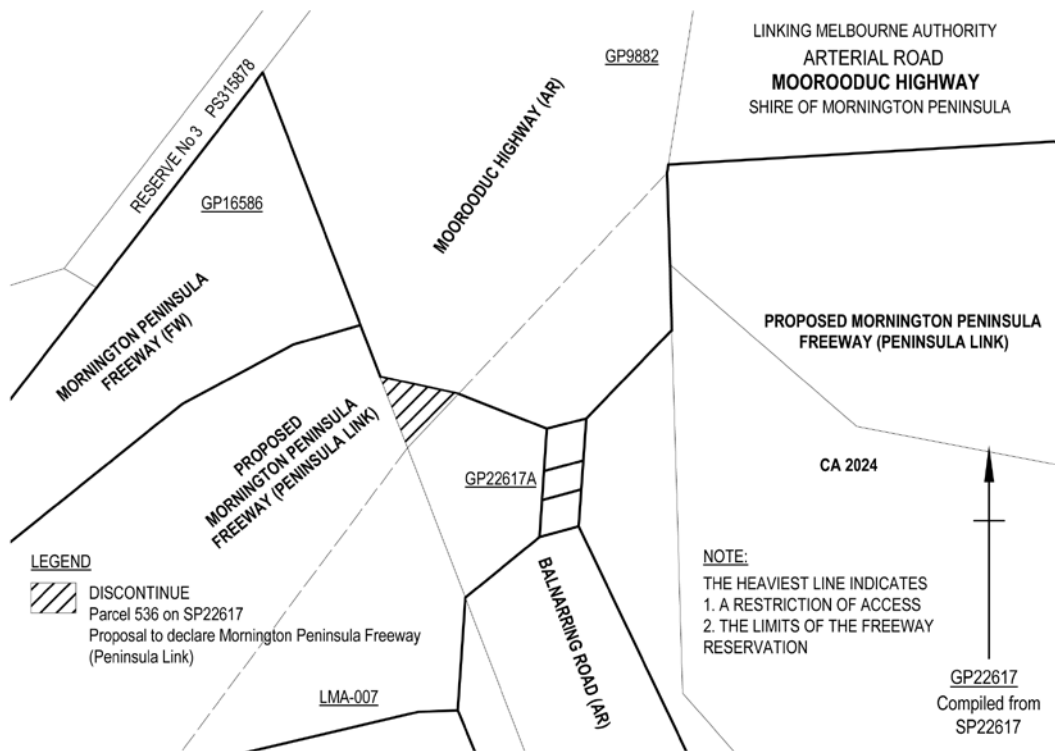 LINKING MELBOURNE AUTHORITY
ARTERIAL ROAD
MOOROODUC HIGHWAY
SHIRE OF MORNINGTON PENINSULA
GP9882
RESERVE No 3 PS315878
MOOROODUC HIGHWAY (AR)
GP16586
MORNINGTON PENINSULA
FREEWAY (FW)
PROPOSED MORNINGTON PENINSULA
FREEWAY (PENINSULA LINK)
PROPOSED
MORNINGTON PENINSULA
FREEWAY (PENINSULA LINK)
GP22617A
CA 2024
BALNARRING ROAD (AR)
LEGEND
DISCONTINUE
Parcel 536 on SP22617
Proposal to declare Mornington Peninsula Freeway
(Peninsula Link)
LMA-007
NOTE:
THE HEAVIEST LINE INDICATES
1. A RESTRICTION OF ACCESS
2. THE LIMITS OF THE FREEWAY
RESERVATION
GP22617
Compiled from
SP22617